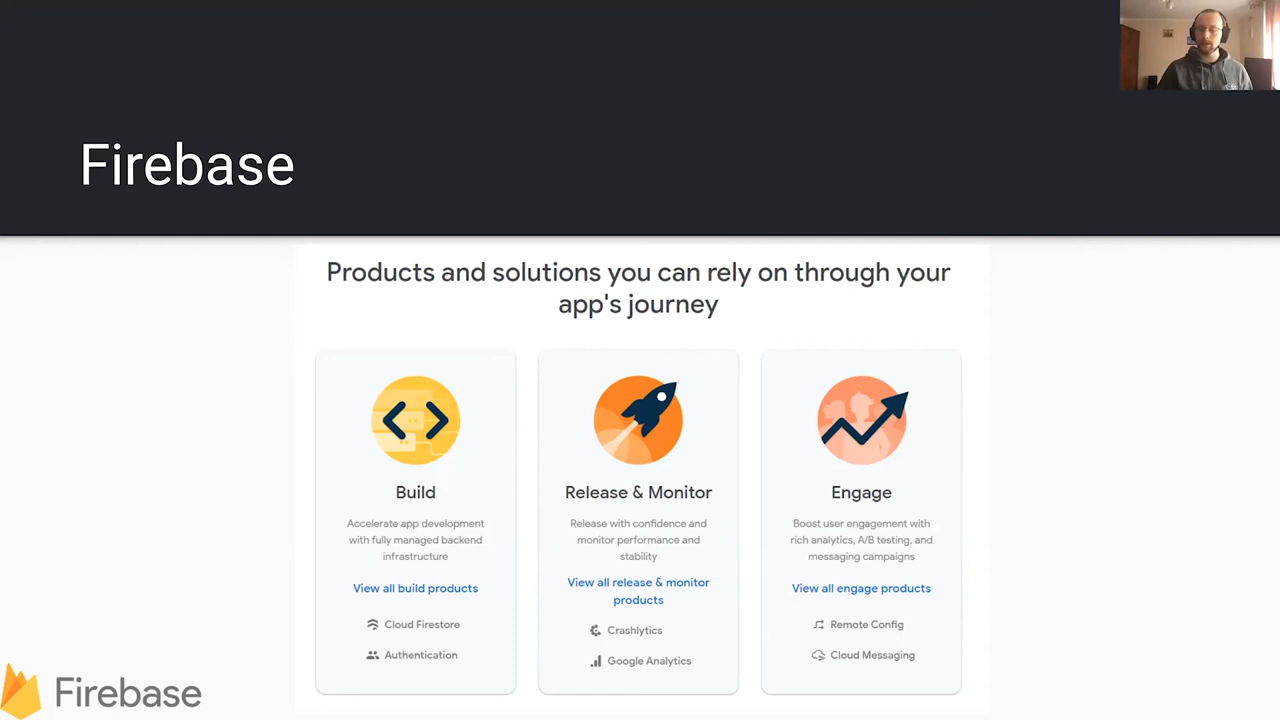 Firebase
Products and solutions you can rely on through your
app's journey
Build
Accelerate app development
with fully managed backend
infrastructure
View all build products
Cloud Firestore
Authentication
Release & Monitor
Release with confidence and
monitor performance and
stability
View all release & monitor
products
Crashlytics
Google Analytics
Engage
Boost user engagement with
rich analytics, A/B testing, and
messaging campaigns
View all engage products
Remote Config
Cloud Messaging
Firebase